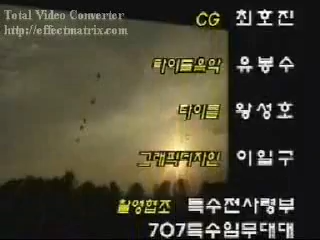 Total Video Converter
http://effectmatrix.com
CG 최호진
타이틀음악 유봉수
타이틀 왕성호
그래픽디자인 이일구
촬영협조 특수전사령부
707특수임무대대